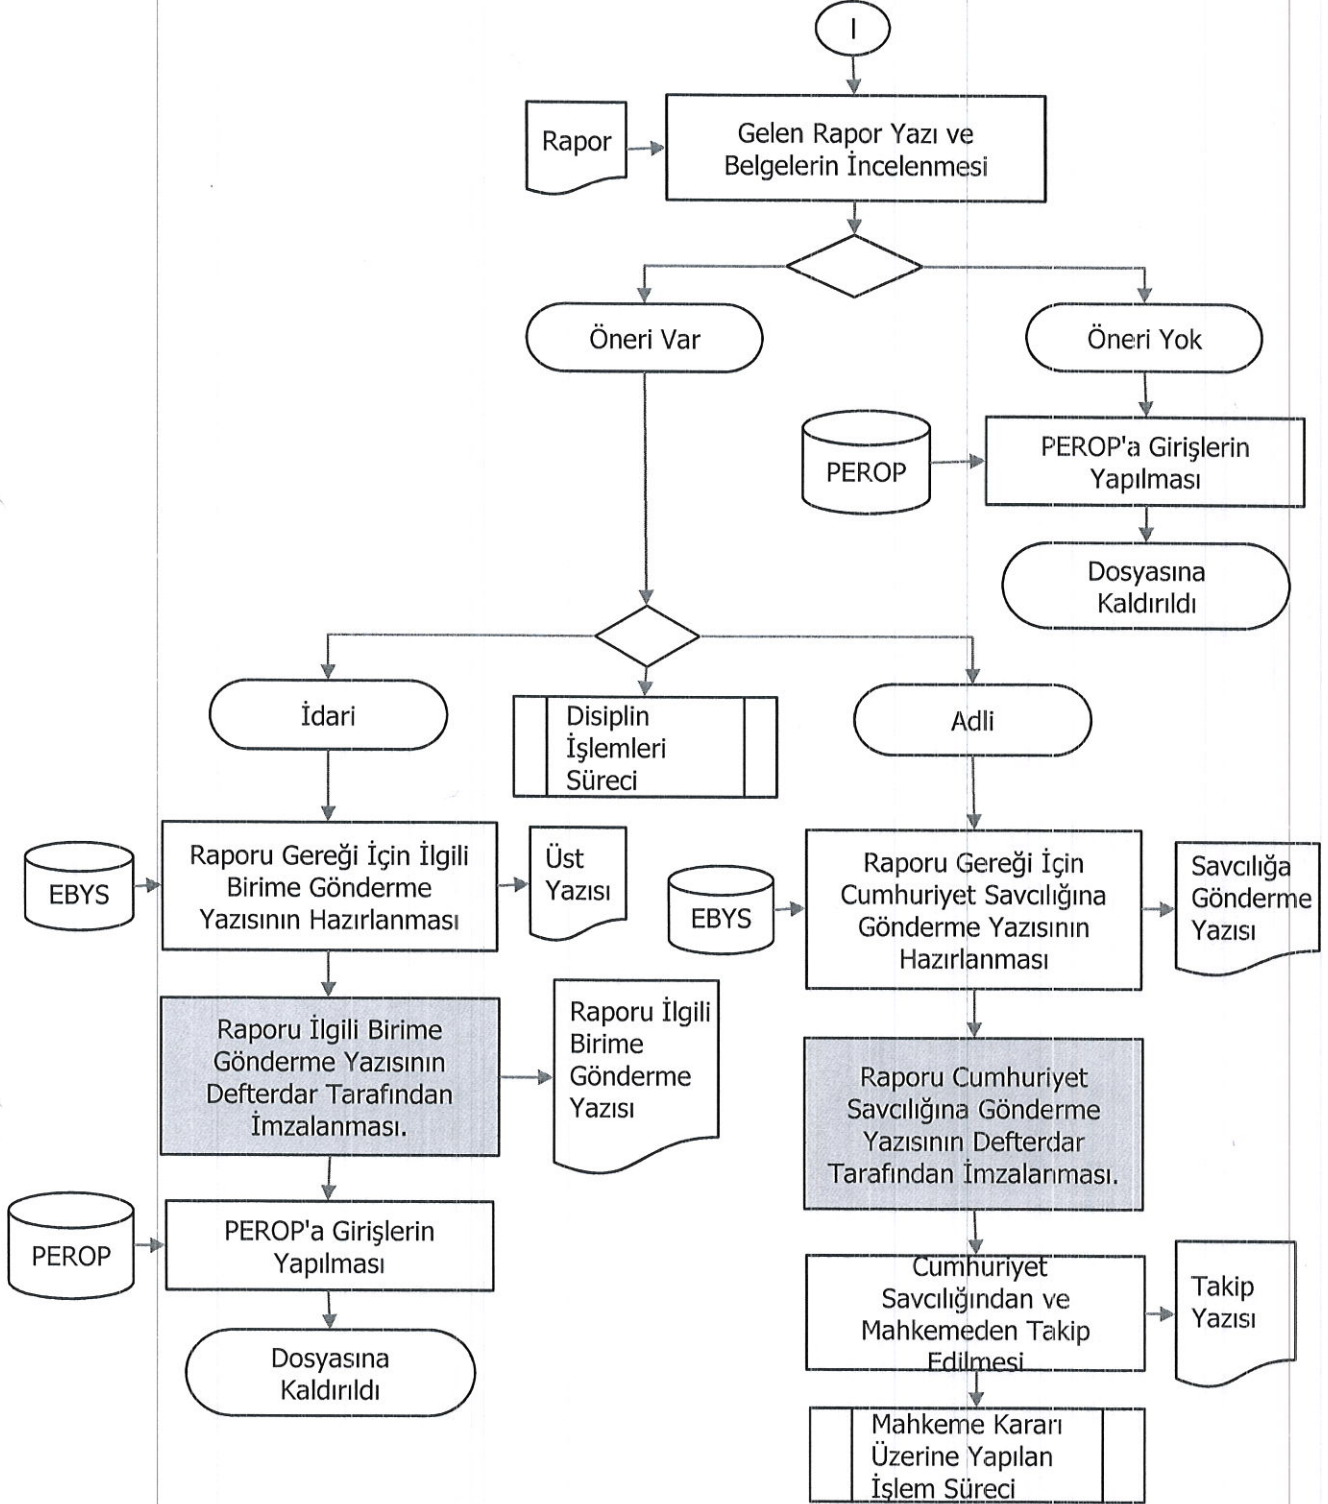 I
Rapor
Gelen Rapor Yazı ve
Belgelerin İncelenmesi
Öneri Var
Öneri Yok
PEROP
PEROP'a Girişlerin
Yapılması
Dosyasına
Kaldırıldı
İdari
Disiplin
İşlemleri
Süreci
Adli
EBYS
Raporu Gereği İçin İlgili
Birime Gönderme
Yazısının Hazırlanması
Üst
Yazısı
EBYS
Raporu Gereği İçin
Cumhuriyet Savcılığına
Gönderme Yazısının
Hazırlanması
Savcılığa
Gönderme
Yazısı
Raporu İlgili Birime
Gönderme Yazısının
Defterdar Tarafından
İmzalanması.
Raporu İlgili
Birime
Gönderme
Yazısı
Raporu Cumhuriyet
Savcılığına Gönderme
Yazısının Defterdar
Tarafından İmzalanması.
PEROP
PEROP'a Girişlerin
Yapılması
Cumhuriyet
Savcılığından ve
Mahkemeden Takip
Edilmesi
Takip
Yazısı
Dosyasına
Kaldırıldı
Mahkeme Kararı
Üzerine Yapılan
İşlem Süreci